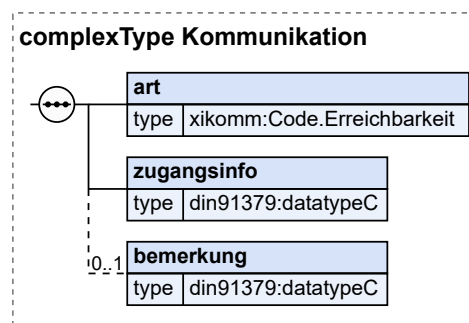 complexType Kommunikation
art
type xikomm:Code.Erreichbarkeit
zugangsinfo
type din91379:datatypeC
0..1
bemerkung
type din91379:datatypeC